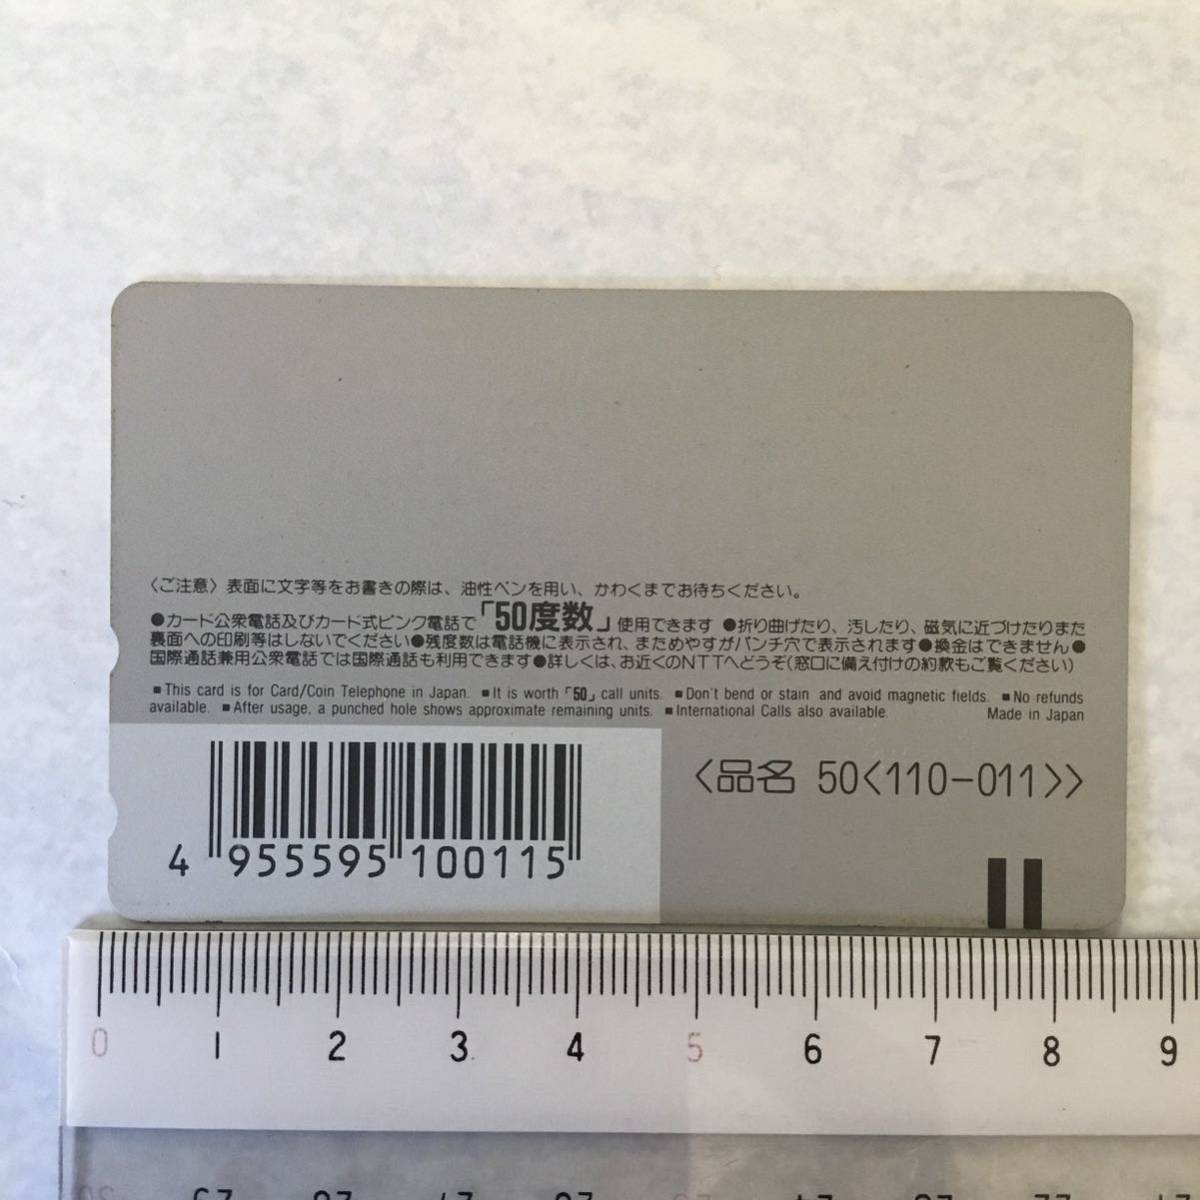 〈ご注意〉表面に文字等をお書きの際は、油性ペンを用い、かわくまでお待ちください。
●カード公衆電話及びカード式ピンク電話で「50度数」使用できます ●折り曲げたり、汚したり、磁気に近づけたりまた
裏面への印刷等はしないでください●残度数は電話機に表示され、まためやすがパンチ穴で表示されます●換金はできません●
国際通話兼用公衆電話では国際通話も利用できます●詳しくは、お近くのNTTへどうぞ(窓口に備え付けの約款もご覧ください)
■This card is for Card/Coin Telephone in Japan. ■It is worth「50」call units. ■Don't bend or stain and avoid magnetic fields. ■No refunds
available. ■After usage, a punched hole shows approximate remaining units. ■International Calls also available. Made in Japan
〈品名 50〈110-011〉〉
4 955595 100115
0 1 2 3 4 5 6 7 8 9